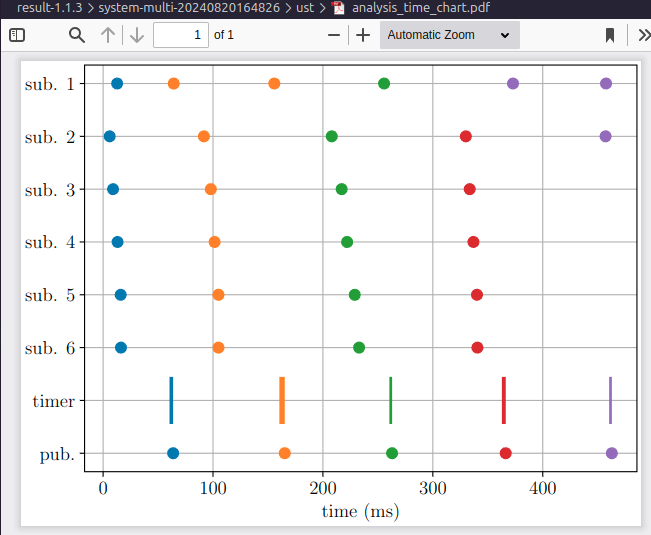 result-1.1.3 > system-multi-20240820164826 > ust > analysis_time_chart.pdf
1 of 1 Automatic Zoom
sub. 1
sub. 2
sub. 3
sub. 4
sub. 5
sub. 6
timer
pub.
0 100 200 300 400
time (ms)